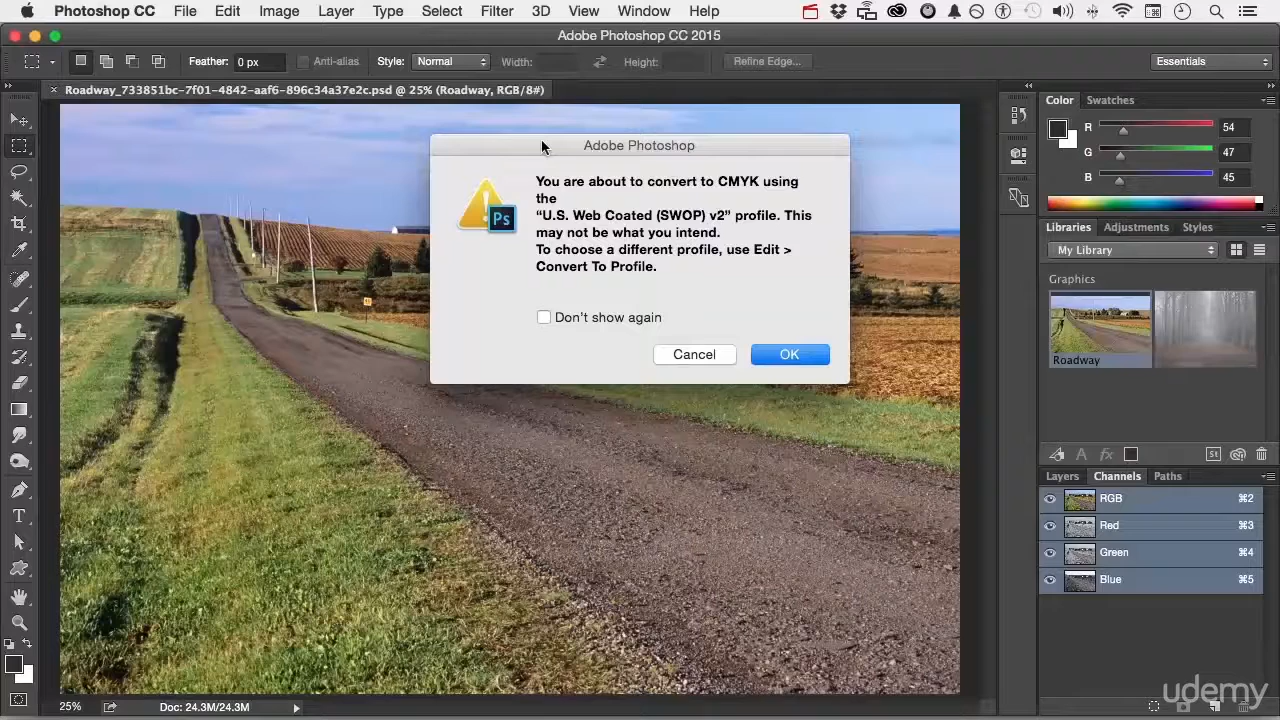 Photoshop CC File Edit Image Layer Type Select Filter 3D View Window Help
Adobe Photoshop CC 2015
Feather: 0 px Anti-alias Style: Normal Width: Height: Refine Edge... Essentials
× Roadway_733851bc-7f01-4842-aaf6-896c34a37e2c.psd @ 25% (Roadway, RGB/8#)
Adobe Photoshop
You are about to convert to CMYK using
the
“U.S. Web Coated (SWOP) v2” profile. This
may not be what you intend.
To choose a different profile, use Edit >
Convert To Profile.
Ps
Don't show again
Cancel OK
Color Swatches
R 54
G 47
B 45
Libraries Adjustments Styles
My Library
Graphics
Roadway
A fx St
Layers Channels Paths
RGB ⌘2
Red ⌘3
Green ⌘4
Blue ⌘5
T
25% Doc: 24.3M/24.3M
udemy